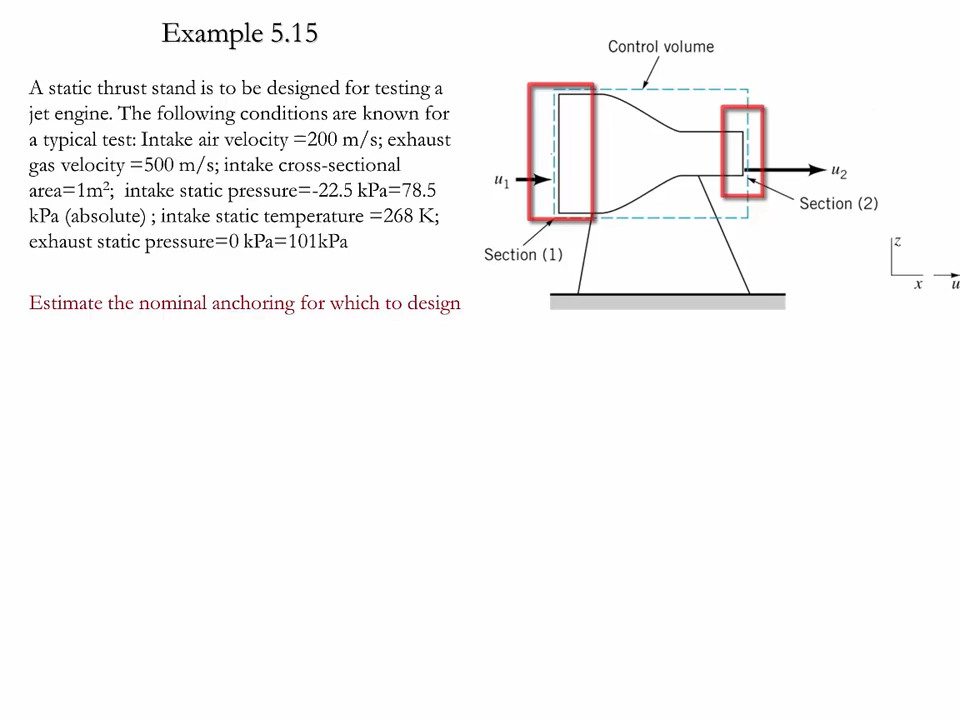 Example 5.15
A static thrust stand is to be designed for testing a
jet engine. The following conditions are known for
a typical test: Intake air velocity =200 m/s; exhaust
gas velocity =500 m/s; intake cross-sectional
area=1m²;  intake static pressure=-22.5 kPa=78.5
kPa (absolute) ; intake static temperature =268 K;
exhaust static pressure=0 kPa=101kPa
Estimate the nominal anchoring for which to design
Control volume
u₁
u₂
Section (2)
Section (1)
z
x
u